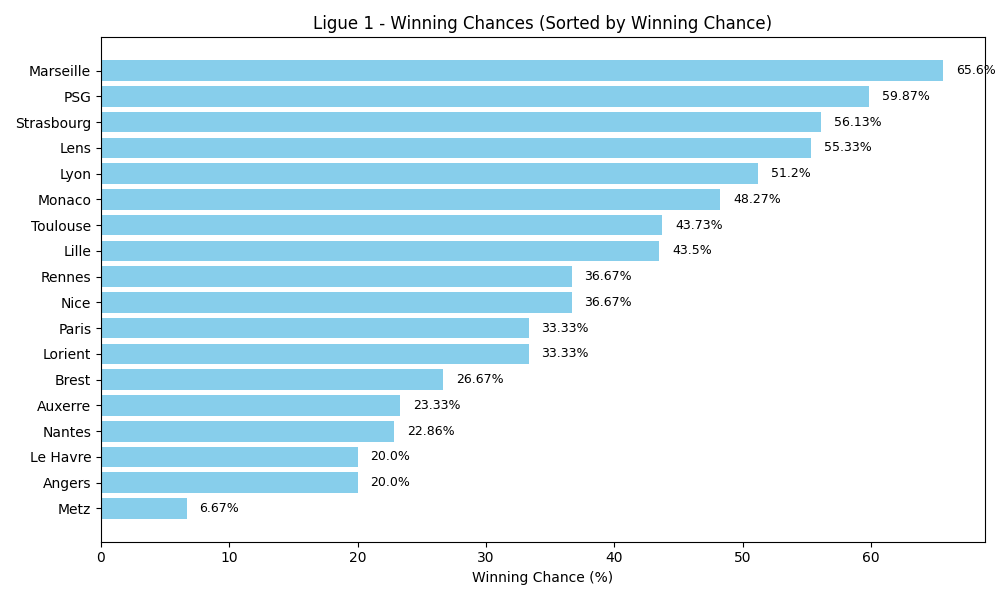 Ligue 1 - Winning Chances (Sorted by Winning Chance)
Marseille 65.6%
PSG 59.87%
Strasbourg 56.13%
Lens 55.33%
Lyon 51.2%
Monaco 48.27%
Toulouse 43.73%
Lille 43.5%
Rennes 36.67%
Nice 36.67%
Paris 33.33%
Lorient 33.33%
Brest 26.67%
Auxerre 23.33%
Nantes 22.86%
Le Havre 20.0%
Angers 20.0%
Metz 6.67%
0 10 20 30 40 50 60
Winning Chance (%)